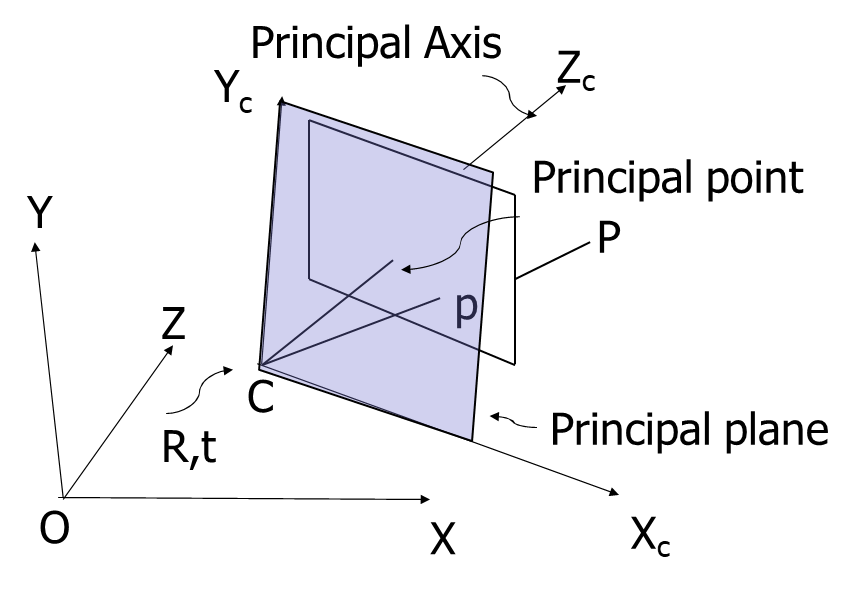 Principal Axis
Zc
Yc
Principal point
Y
P
p
Z
C
Principal plane
R,t
O
X
Xc